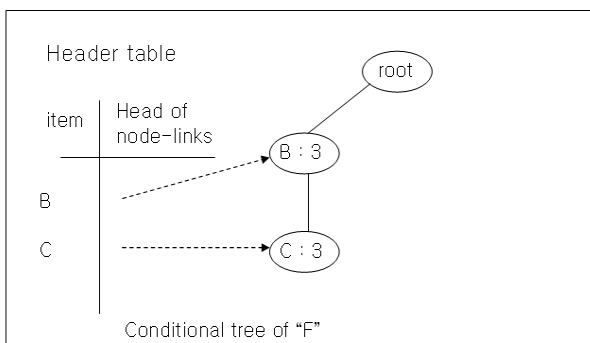 Header table
root
item
Head of
node-links
B : 3
B
C
C : 3
Conditional tree of “F”